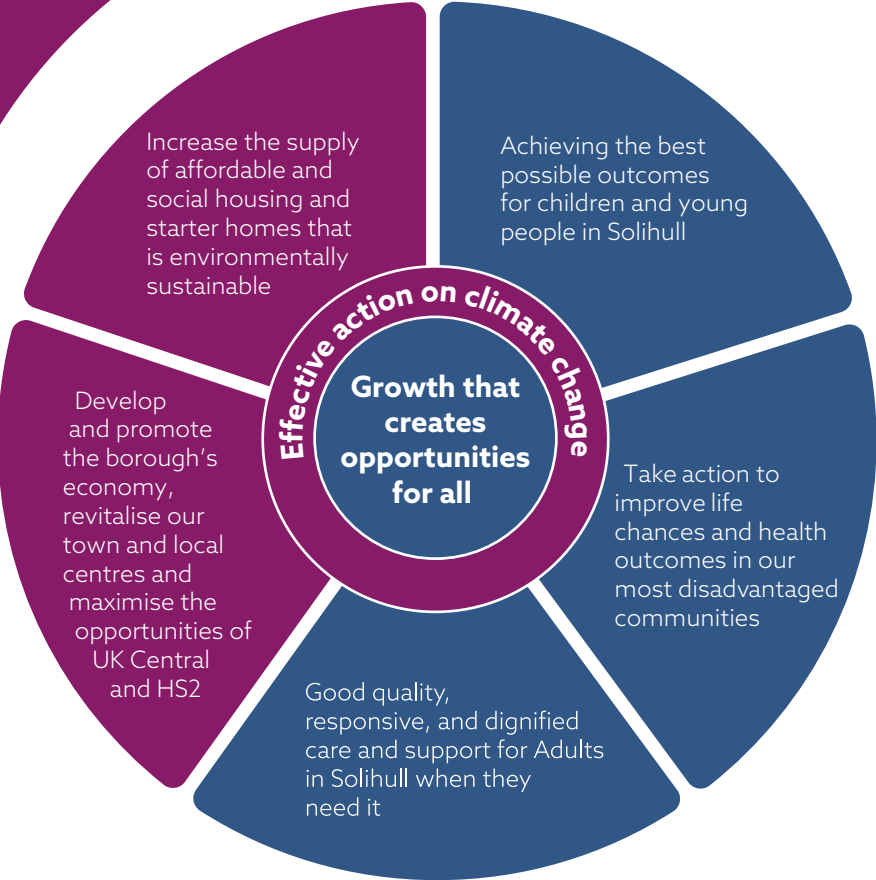 Increase the supply
of affordable and
social housing and
starter homes that
is environmentally
sustainable
Achieving the best
possible outcomes
for children and young
people in Solihull
Effective action on climate change
Growth that
creates
opportunities
for all
Develop
and promote
the borough’s
economy,
revitalise our
town and local
centres and
maximise the
opportunities of
UK Central
and HS2
Take action to
improve life
chances and health
outcomes in our
most disadvantaged
communities
Good quality,
responsive, and dignified
care and support for Adults
in Solihull when they
need it